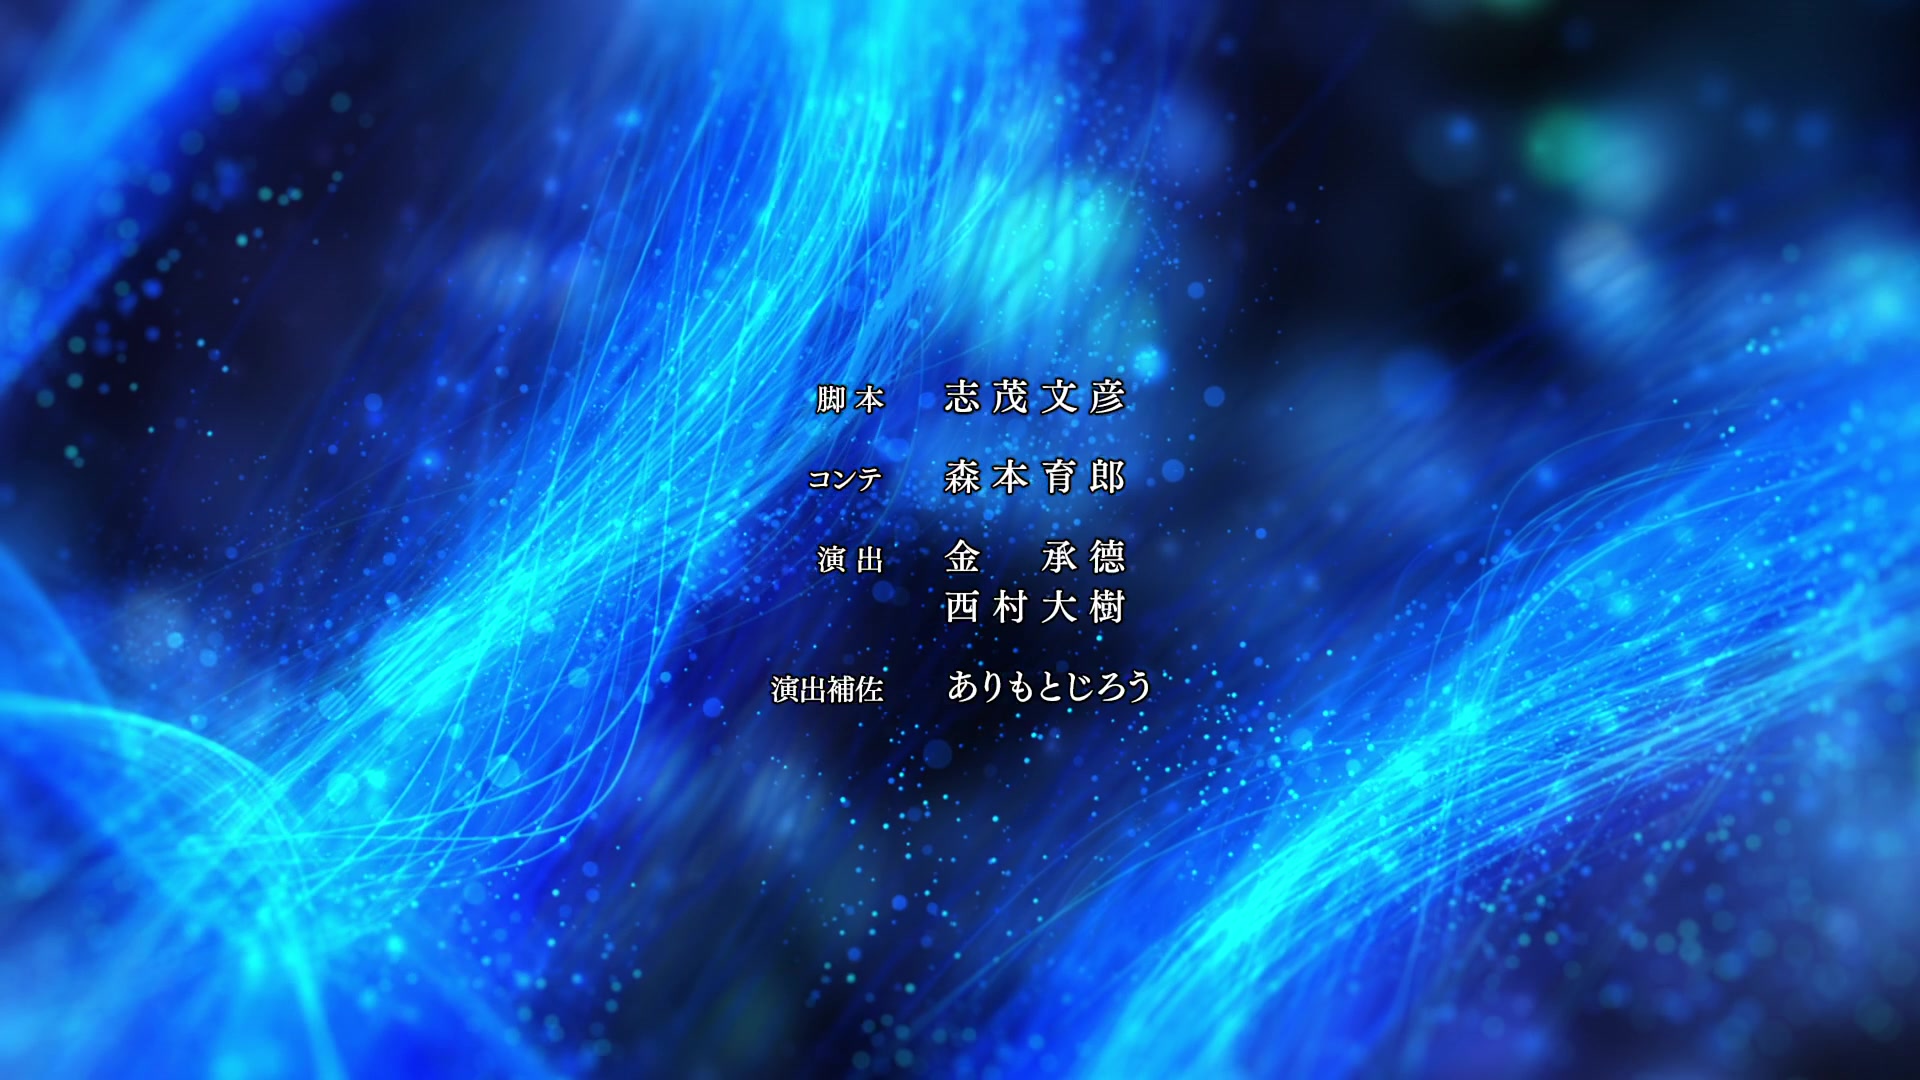 脚本 志茂文彦
コンテ 森本育郎
演出 金 承德
西村大樹
演出補佐 ありもとじろう